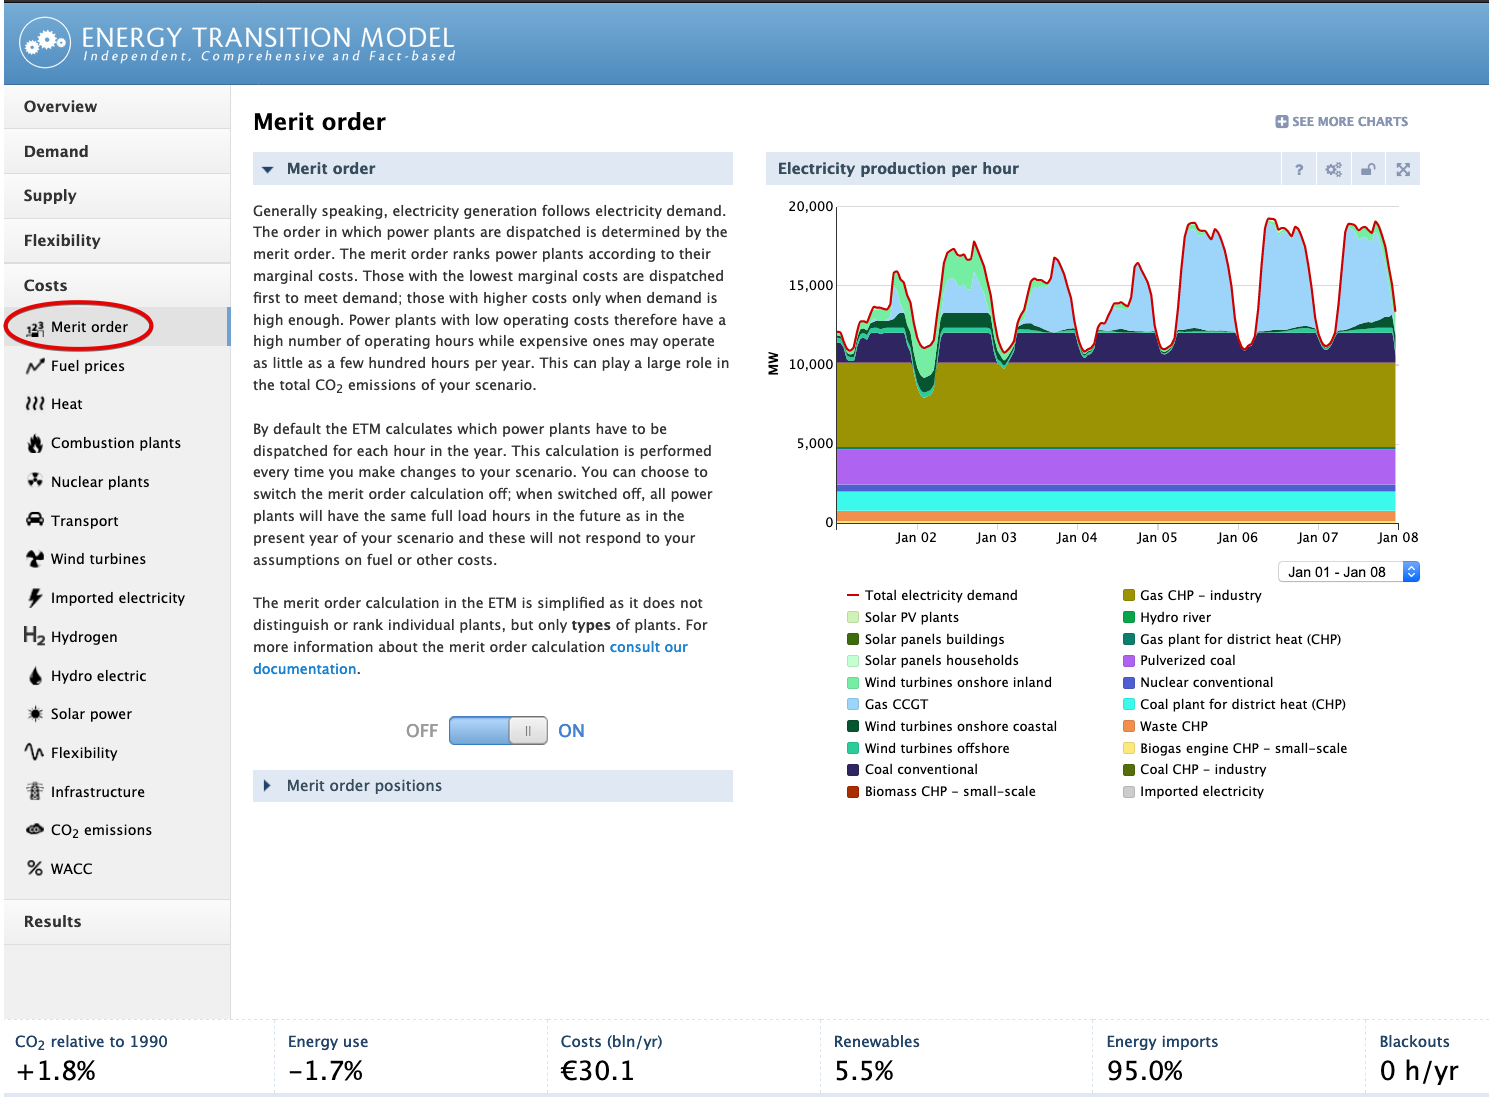 ENERGY TRANSITION MODEL
Independent, Comprehensive and Fact-based
Overview
Demand
Supply
Flexibility
Costs
Merit order
Fuel prices
Heat
Combustion plants
Nuclear plants
Transport
Wind turbines
Imported electricity
H2 Hydrogen
Hydro electric
Solar power
Flexibility
Infrastructure
CO2 emissions
% WACC
Results
Merit order
SEE MORE CHARTS
Merit order
Generally speaking, electricity generation follows electricity demand.
The order in which power plants are dispatched is determined by the
merit order. The merit order ranks power plants according to their
marginal costs. Those with the lowest marginal costs are dispatched
first to meet demand; those with higher costs only when demand is
high enough. Power plants with low operating costs therefore have a
high number of operating hours while expensive ones may operate
as little as a few hundred hours per year. This can play a large role in
the total CO2 emissions of your scenario.
By default the ETM calculates which power plants have to be
dispatched for each hour in the year. This calculation is performed
every time you make changes to your scenario. You can choose to
switch the merit order calculation off; when switched off, all power
plants will have the same full load hours in the future as in the
present year of your scenario and these will not respond to your
assumptions on fuel or other costs.
The merit order calculation in the ETM is simplified as it does not
distinguish or rank individual plants, but only types of plants. For
more information about the merit order calculation consult our
documentation.
OFF ON
Merit order positions
Electricity production per hour
?
20,000
15,000
10,000
5,000
0
MW
Jan 02 Jan 03 Jan 04 Jan 05 Jan 06 Jan 07 Jan 08
Jan 01 - Jan 08
Total electricity demand
Solar PV plants
Solar panels buildings
Solar panels households
Wind turbines onshore inland
Gas CCGT
Wind turbines onshore coastal
Wind turbines offshore
Coal conventional
Biomass CHP - small-scale
Gas CHP - industry
Hydro river
Gas plant for district heat (CHP)
Pulverized coal
Nuclear conventional
Coal plant for district heat (CHP)
Waste CHP
Biogas engine CHP - small-scale
Coal CHP - industry
Imported electricity
CO2 relative to 1990
+1.8%
Energy use
-1.7%
Costs (bln/yr)
€30.1
Renewables
5.5%
Energy imports
95.0%
Blackouts
0 h/yr